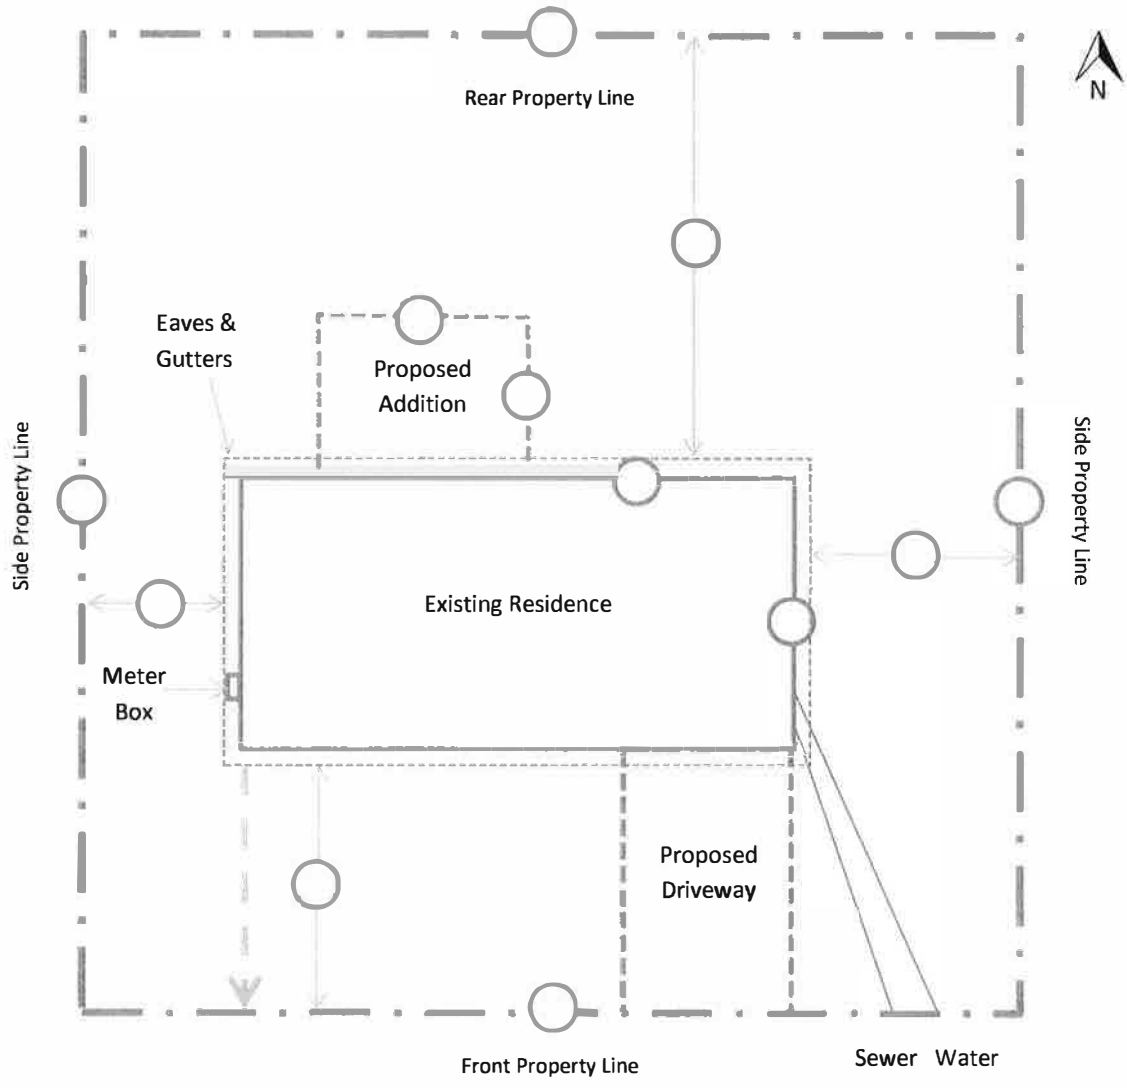 N
Rear Property Line
Eaves &
Gutters
Proposed
Addition
Side Property Line
Side Property Line
Existing Residence
Meter
Box
Proposed
Driveway
Front Property Line
Sewer Water